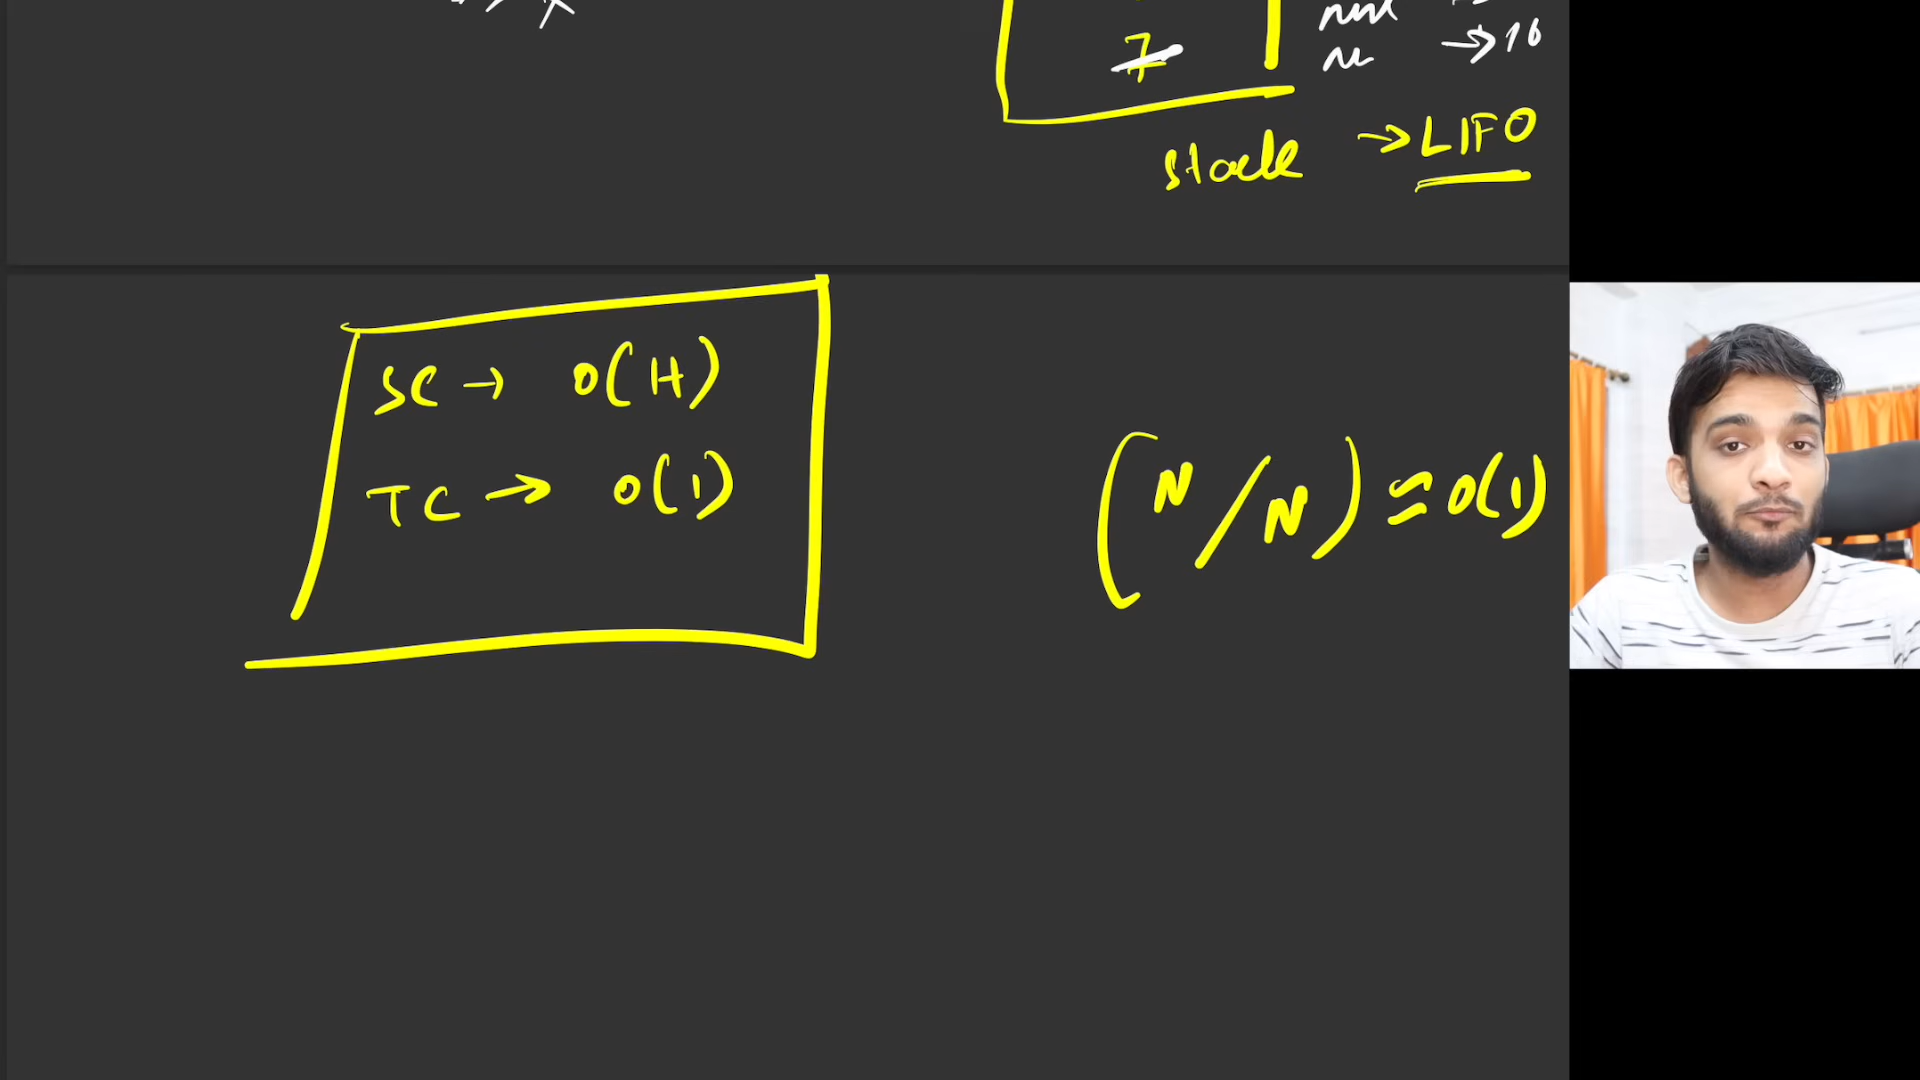 7
→16
stack → LIFO
SC → O(H)
TC → O(1)
(N/N) ≈ O(1)